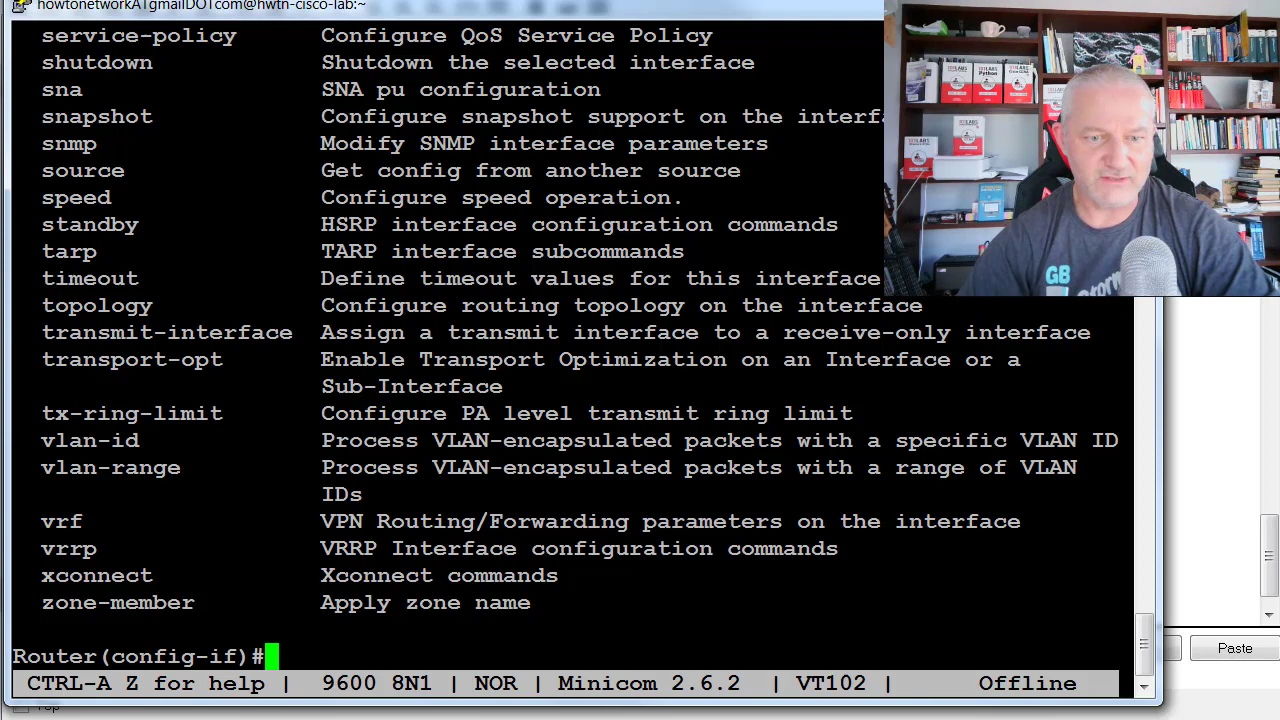 howtonetworkATgmailDOTcom@hwtn-cisco-lab:~
service-policy Configure QoS Service Policy
shutdown Shutdown the selected interface
sna SNA pu configuration
snapshot Configure snapshot support on the interfa
snmp Modify SNMP interface parameters
source Get config from another source
speed Configure speed operation.
standby HSRP interface configuration commands
tarp TARP interface subcommands
timeout Define timeout values for this interface
topology Configure routing topology on the interface
transmit-interface Assign a transmit interface to a receive-only interface
transport-opt Enable Transport Optimization on an Interface or a
Sub-Interface
tx-ring-limit Configure PA level transmit ring limit
vlan-id Process VLAN-encapsulated packets with a specific VLAN ID
vlan-range Process VLAN-encapsulated packets with a range of VLAN
IDs
vrf VPN Routing/Forwarding parameters on the interface
vrrp VRRP Interface configuration commands
xconnect Xconnect commands
zone-member Apply zone name
Router(config-if)#
CTRL-A Z for help | 9600 8N1 | NOR | Minicom 2.6.2 | VT102 | Offline
Paste
GB
Python